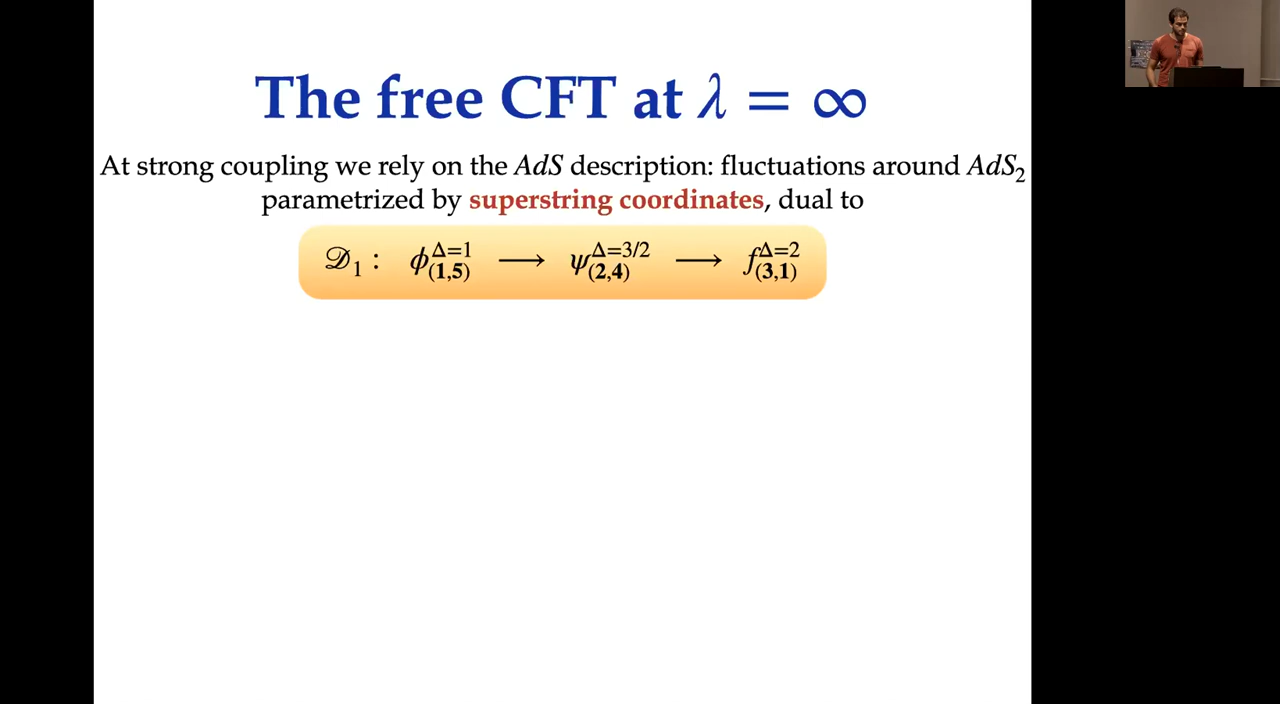 The free CFT at λ = ∞
At strong coupling we rely on the AdS description: fluctuations around AdS₂
parametrized by superstring coordinates, dual to
𝒟₁ : ϕ^{Δ=1}_{(1,5)} ⟶ ψ^{Δ=3/2}_{(2,4)} ⟶ f^{Δ=2}_{(3,1)}